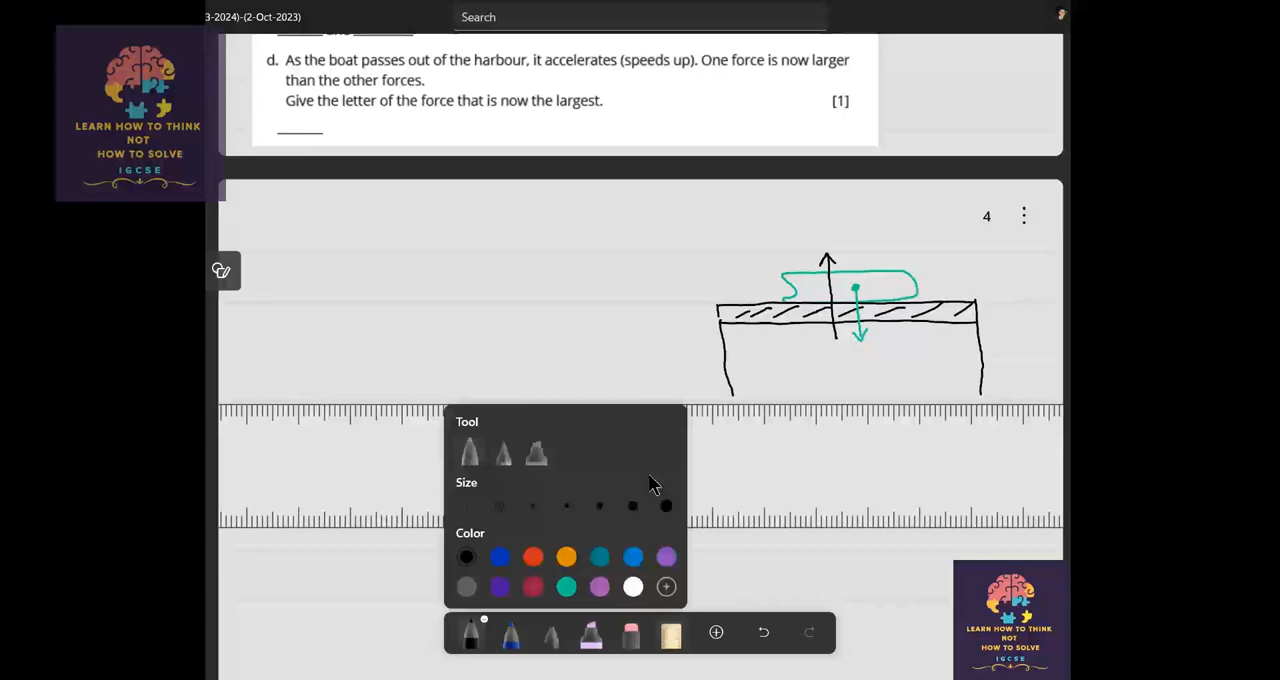 3-2024)-(2-Oct-2023)
Search
d. As the boat passes out of the harbour, it accelerates (speeds up). One force is now larger
than the other forces.
Give the letter of the force that is now the largest. [1]
LEARN HOW TO THINK
NOT
HOW TO SOLVE
IGCSE
4
Tool
Size
Color
LEARN HOW TO THINK
NOT
HOW TO SOLVE
IGCSE